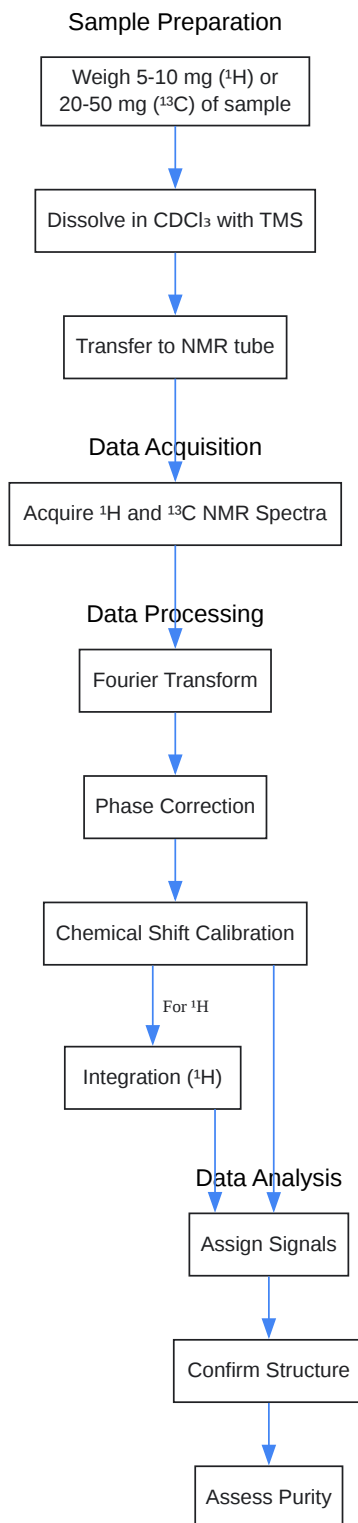 Sample Preparation
Weigh 5-10 mg (¹H) or
20-50 mg (¹³C) of sample
Dissolve in CDCl₃ with TMS
Transfer to NMR tube
Data Acquisition
Acquire ¹H and ¹³C NMR Spectra
Data Processing
Fourier Transform
Phase Correction
Chemical Shift Calibration
For ¹H
Integration (¹H)
Data Analysis
Assign Signals
Confirm Structure
Assess Purity